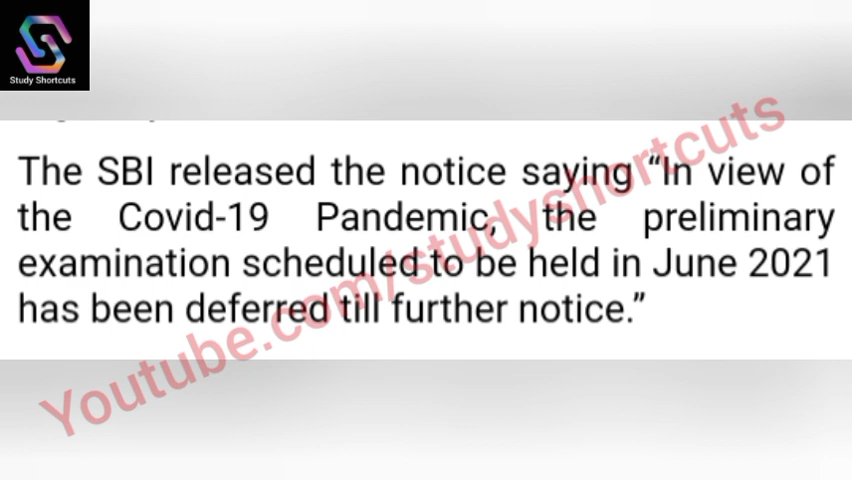 Study Shortcuts
The SBI released the notice saying “In view of
the Covid-19 Pandemic, the preliminary
examination scheduled to be held in June 2021
has been deferred till further notice.”
Youtube.com/studyshortcuts